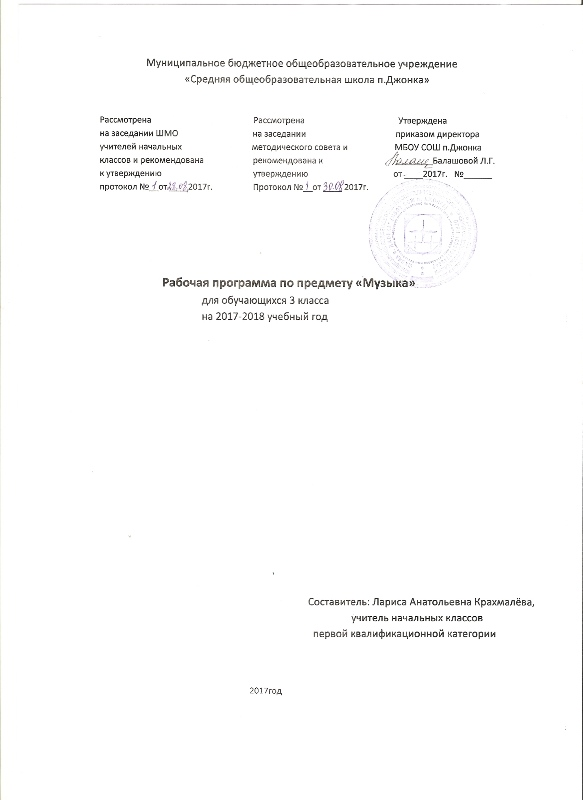 Муниципальное бюджетное общеобразовательное учреждение
«Средняя общеобразовательная школа п.Джонка»
Рассмотрена
на заседании ШМО
учителей начальных
классов и рекомендована
к утверждению
протокол № 1 от 28.08 2017г.
Рассмотрена
на заседании
методического совета и
рекомендована к
утверждению
Протокол № 1 от 30.08 2017г.
Утверждена
приказом директора
МБОУ СОШ п.Джонка
Балашовой Л.Г.
от ____ 2017г. №______
Рабочая программа по предмету «Музыка»
для обучающихся 3 класса
на 2017-2018 учебный год
Составитель: Лариса Анатольевна Крахмалёва,
учитель начальных классов
первой квалификационной категории
2017год